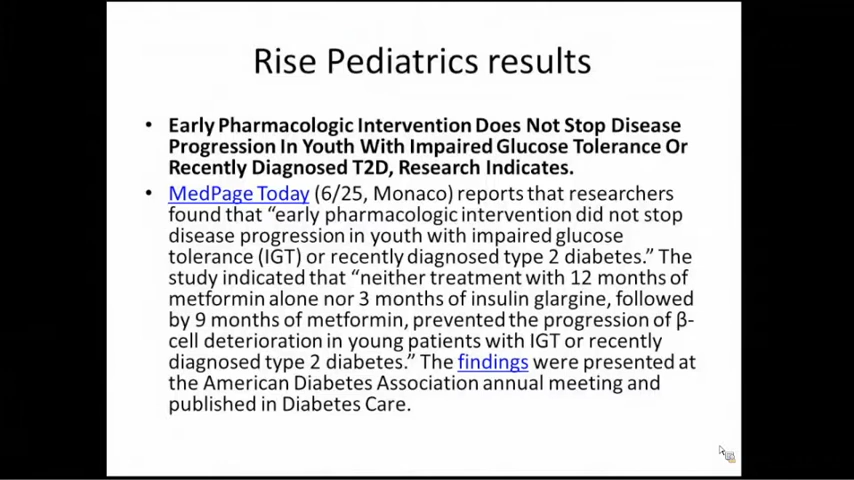 Rise Pediatrics results
• Early Pharmacologic Intervention Does Not Stop Disease
Progression In Youth With Impaired Glucose Tolerance Or
Recently Diagnosed T2D, Research Indicates.
• MedPage Today (6/25, Monaco) reports that researchers
found that “early pharmacologic intervention did not stop
disease progression in youth with impaired glucose
tolerance (IGT) or recently diagnosed type 2 diabetes.” The
study indicated that “neither treatment with 12 months of
metformin alone nor 3 months of insulin glargine, followed
by 9 months of metformin, prevented the progression of β-
cell deterioration in young patients with IGT or recently
diagnosed type 2 diabetes.” The findings were presented at
the American Diabetes Association annual meeting and
published in Diabetes Care.